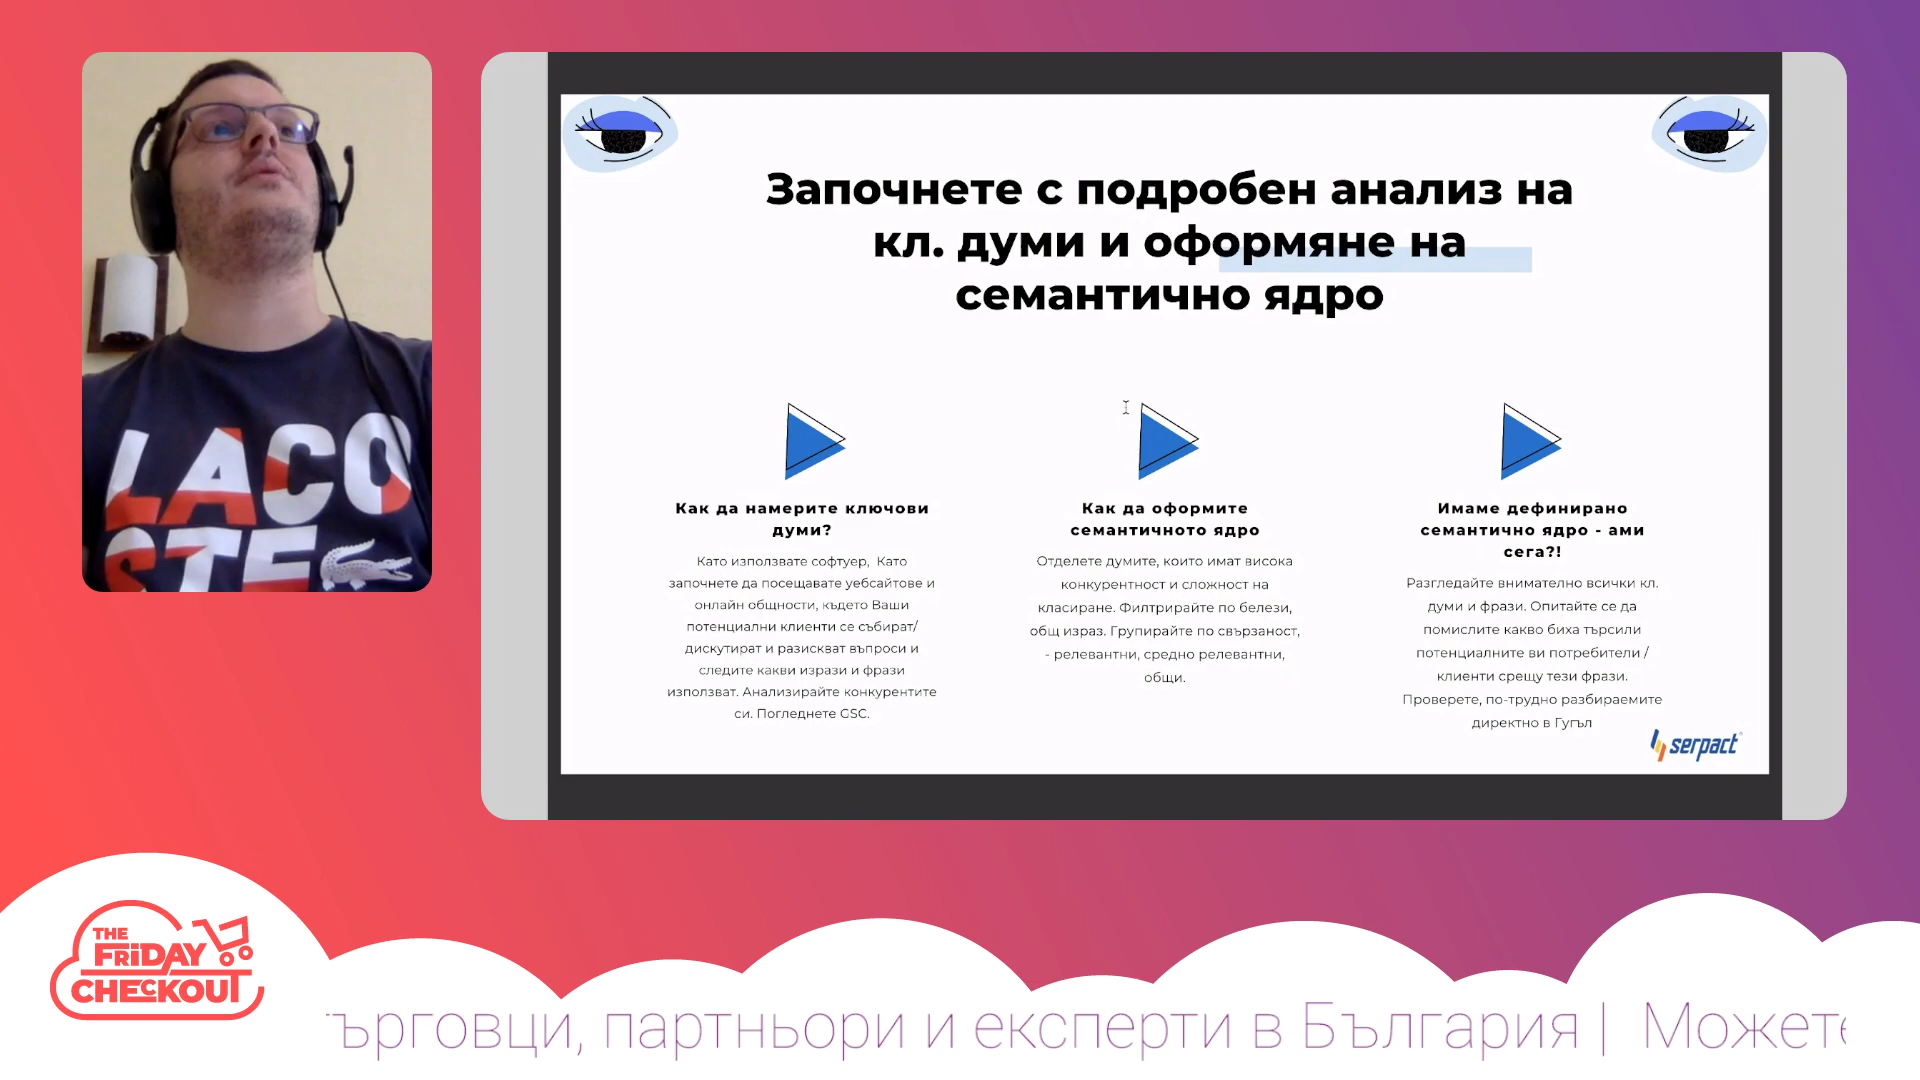 Започнете с подробен анализ на
кл. думи и оформяне на
семантично ядро
Как да намерите ключови
думи?
Като използвате софтуер, Като
започнете да посещавате уебсайтове и
онлайн общности, където Ваши
потенциални клиенти се събират/
дискутират и разискват въпроси и
следите какви изрази и фрази
използват. Анализирайте конкурентите
си. Погледнете GSC.
Как да оформите
семантичното ядро
Отделете думите, които имат висока
конкурентност и сложност на
класиране. Филтрирайте по белези,
общ израз. Групирайте по свързаност,
- релевантни, средно релевантни,
общи.
Имаме дефинирано
семантично ядро - ами
сега?!
Разгледайте внимателно всички кл.
думи и фрази. Опитайте се да
помислите какво биха търсили
потенциалните ви потребители /
клиенти срещу тези фрази.
Проверете, по-трудно разбираемите
директно в Гугъл
serpact
LACO
STE
THE
FRiDAY
CHECKOUT
ърговци, партньори и експерти в България | Можете